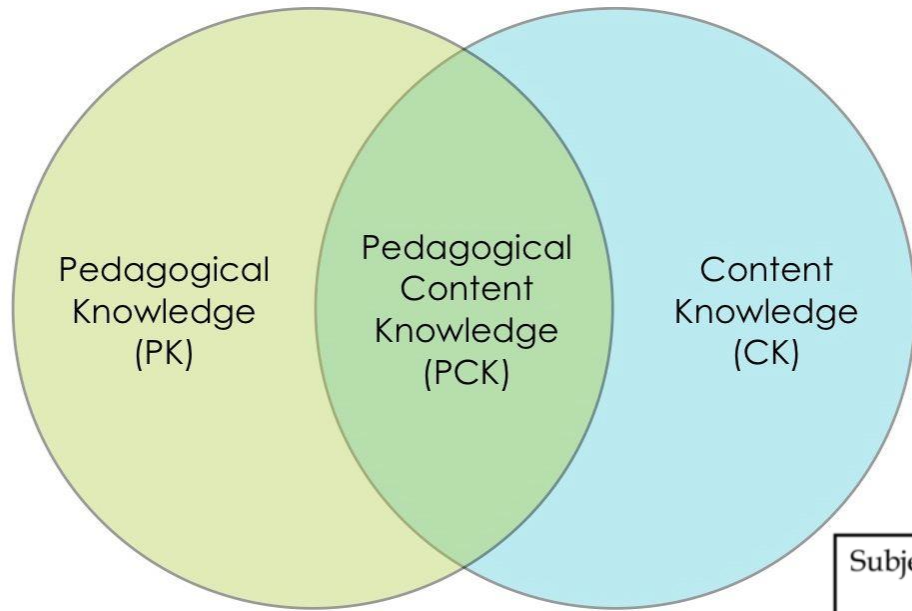 Pedagogical
Knowledge
(PK)
Pedagogical
Content
Knowledge
(PCK)
Content
Knowledge
(CK)